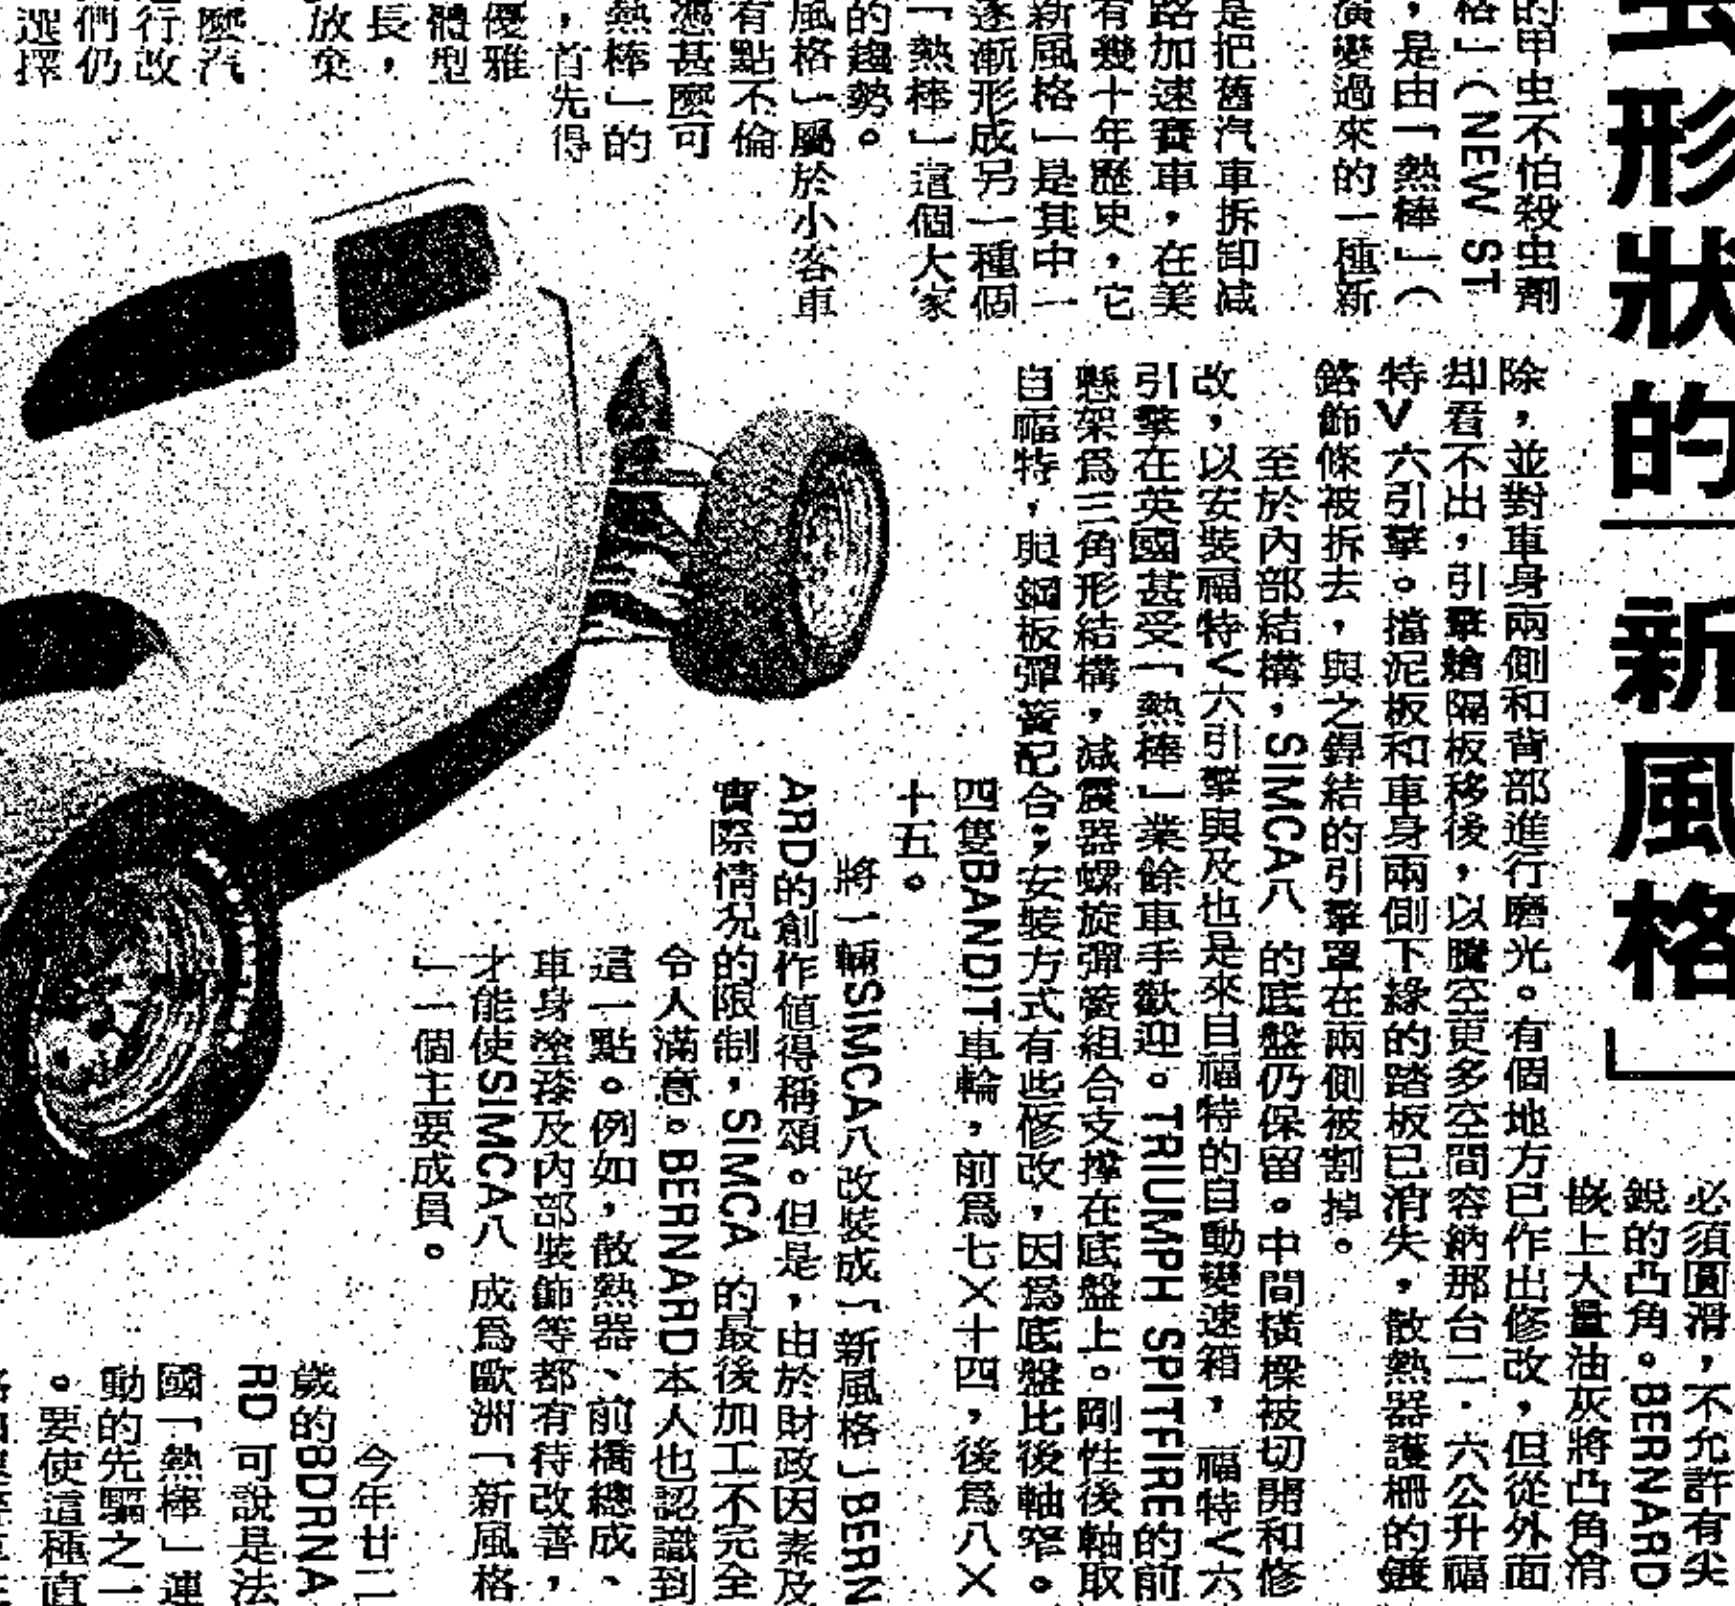 虫形狀的「新風格」
的甲虫不怕殺虫劑
格」(NEW ST
,是由「熱棒」(
演變過來的一種新
是把舊汽車拆卸减
路加速賽車,在美
有幾十年歷史,它
新風格」是其中一
逐漸形成另一種個
「熱棒」這個大家
的趨勢。
風格」屬於小客車
有點不倫
憑甚麽可
熱棒」的
,首先得
優雅
體型
長,
放棄
麽汽
行改
們仍
選擇
必須圓滑,不允許有尖
銳的凸角。BERNARD
嵌上大量油灰將凸角消
除,並對車身兩側和背部進行磨光。有個地方已作出修改,但從外面
却看不出,引擎艙隔板移後,以騰空更多空間容納那台二.六公升福
特V六引擎。擋泥板和車身兩側下緣的踏板已消失,散熱器護柵的鍍
鉻飾條被拆去,與之銲結的引擎罩在兩側被割掉。
至於內部結構,SIMCA八 的底盤仍保留。中間橫樑被切開和修
改,以安裝福特V六引擎與及也是來自福特的自動變速箱,福特V六
引擎在英國甚受「熱棒」業餘車手歡迎。TRIUMPH SPITFIRE的前
懸架爲三角形結構,减震器螺旋彈簧組合支撑在底盤上。剛性後軸取
自福特,與鋼板彈簧配合;安裝方式有些修改,因爲底盤比後軸窄。
四隻BANDIT車輪,前爲七×十四,後爲八×
十五。
將一輛SIMCA八改裝成「新風格」BERN
ARD的創作値得稱頌。但是,由於財政因素及
實際情况的限制,SIMCA 的最後加工不完全
令人滿意。BERNARD本人也認識到
這一點。例如,散熱器、前橋總成、
車身塗漆及內部裝飾等都有待改善,
才能使SIMCA八 成爲歐洲「新風格
」一個主要成員。
今年廿二
歲的BDRNA
RD 可說是法
國「熱棒」運
動的先驅之一
。要使這種直